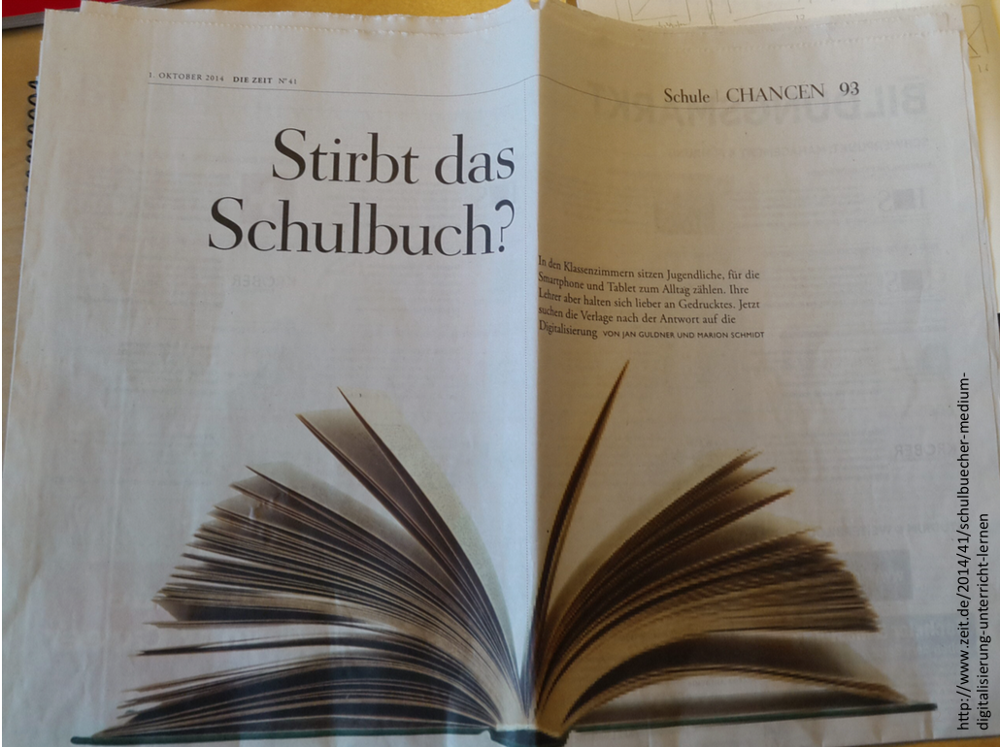 1. OKTOBER 2014 DIE ZEIT N° 41
Schule | CHANCEN 93
Stirbt das
Schulbuch?
In den Klassenzimmern sitzen Jugendliche, für die
Smartphone und Tablet zum Alltag zählen. Ihre
Lehrer aber halten sich lieber an Gedrucktes. Jetzt
suchen die Verlage nach der Antwort auf die
Digitalisierung VON JAN GULDNER UND MARION SCHMIDT
http://www.zeit.de/2014/41/schulbuecher-medium-
digitalisierung-unterricht-lernen